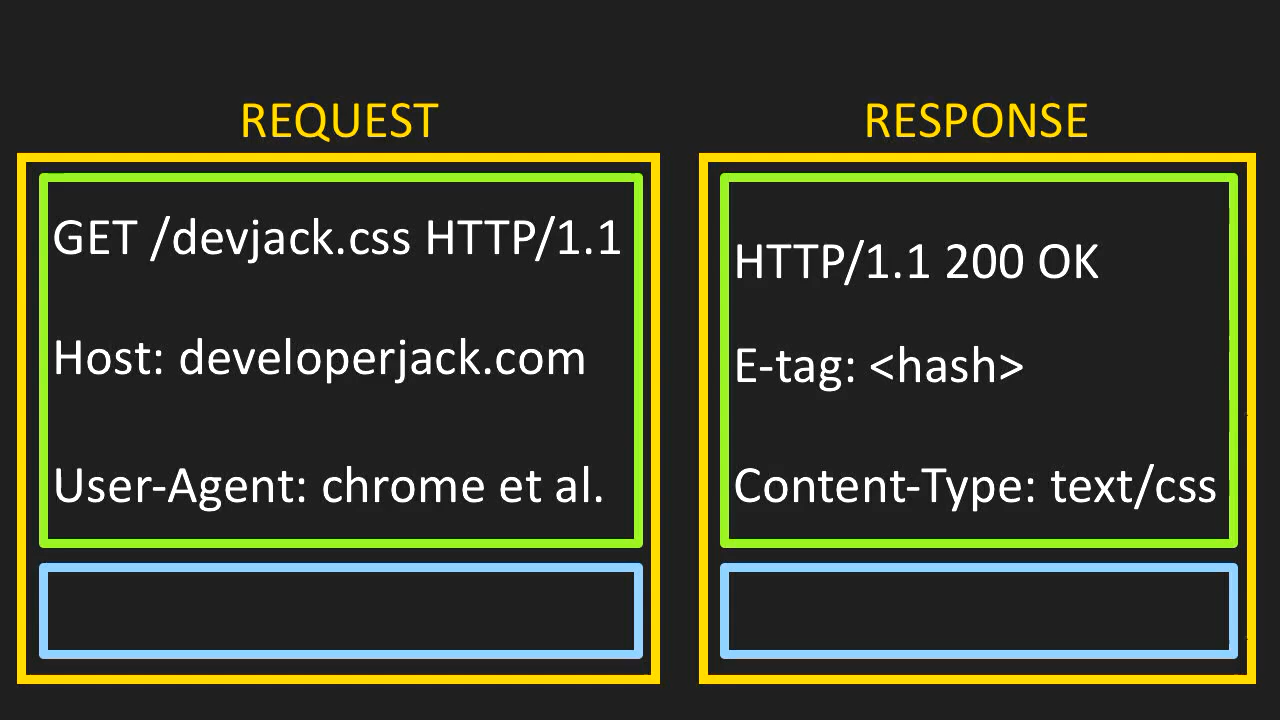 REQUEST
GET /devjack.css HTTP/1.1
Host: developerjack.com
User-Agent: chrome et al.
RESPONSE
HTTP/1.1 200 OK
E-tag: <hash>
Content-Type: text/css